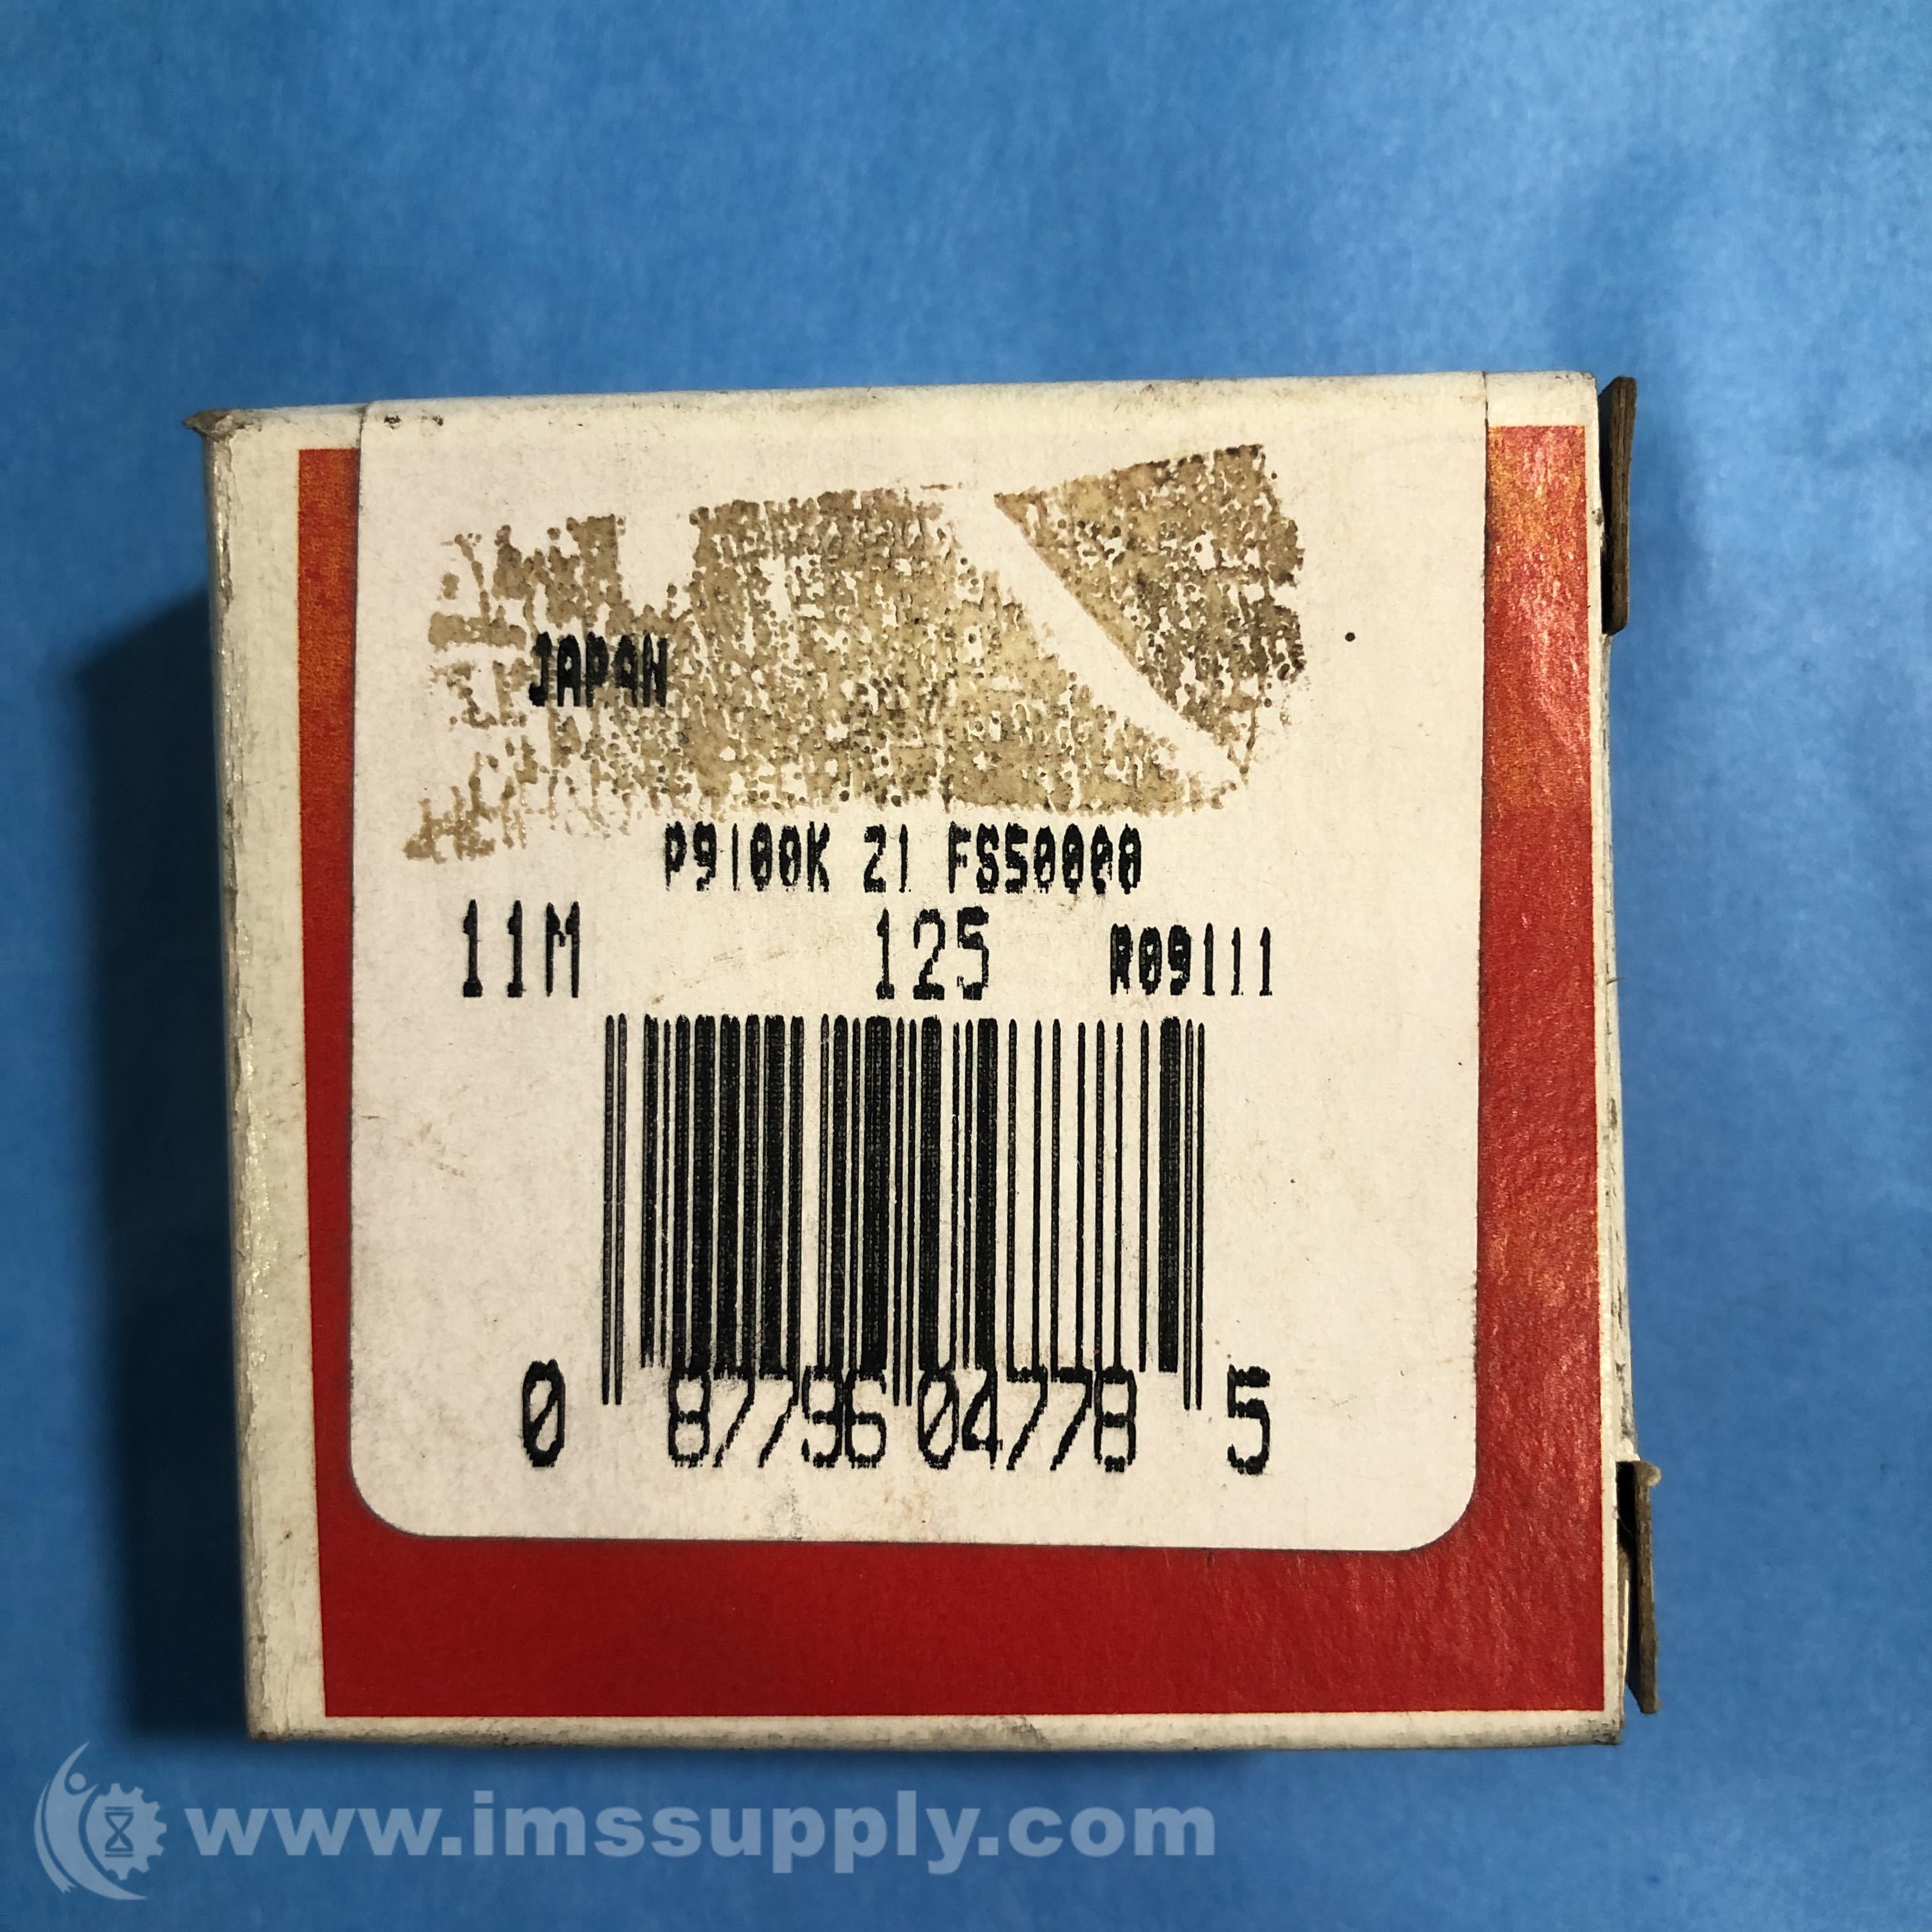 JAPAN
P9100K Z1 FS50000
11M 125 R09111
0 87796 04778 5
www.imssupply.com